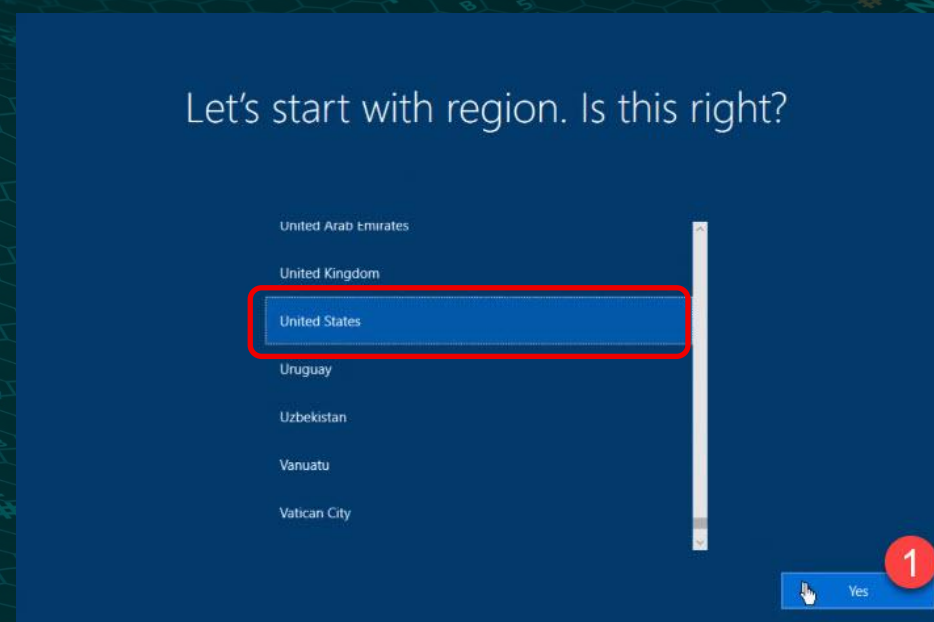 Let's start with region. Is this right?
United Arab Emirates
United Kingdom
United States
Uruguay
Uzbekistan
Vanuatu
Vatican City
1
Yes